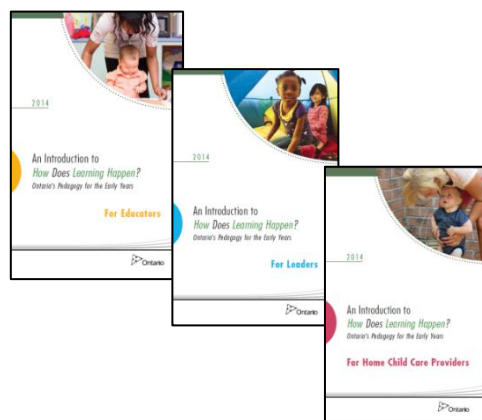 2014
An Introduction to
How Does Learning Happen?
Ontario's Pedagogy for the Early Years
For Educators
Ontario
2014
An Introduction to
How Does Learning Happen?
Ontario's Pedagogy for the Early Years
For Leaders
Ontario
2014
An Introduction to
How Does Learning Happen?
Ontario's Pedagogy for the Early Years
For Home Child Care Providers
Ontario